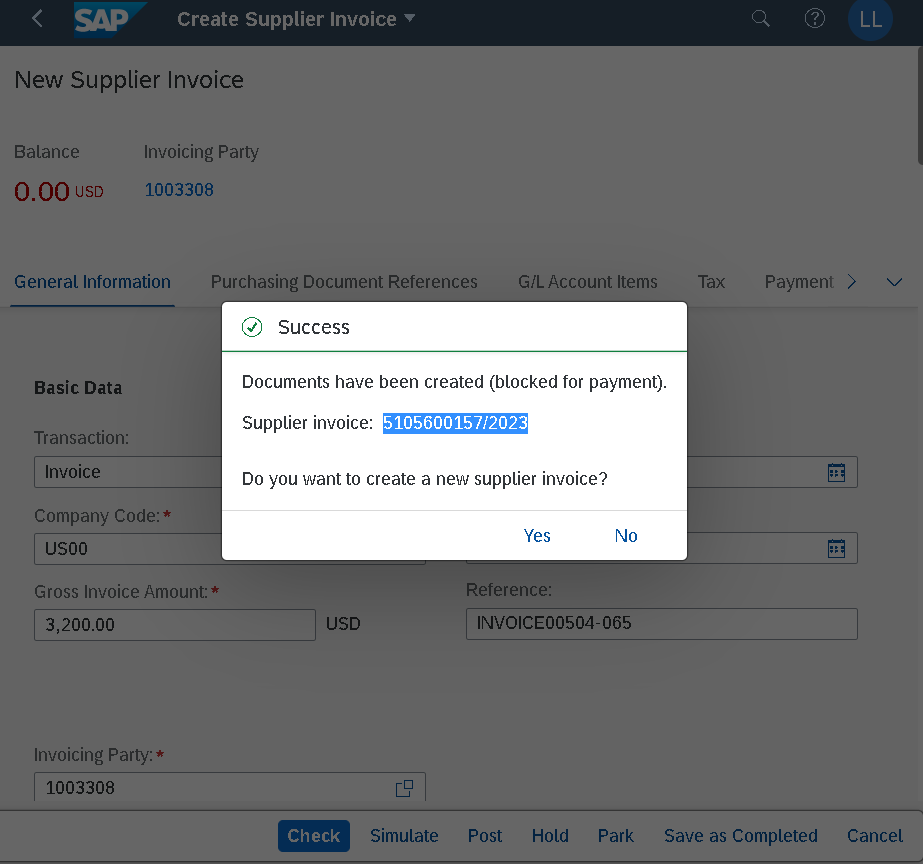 SAP Create Supplier Invoice LL
New Supplier Invoice
Balance Invoicing Party
0.00 USD 1003308
General Information Purchasing Document References G/L Account Items Tax Payment
Success
Documents have been created (blocked for payment).
Supplier invoice: 5105600157/2023
Do you want to create a new supplier invoice?
Yes No
Basic Data
Transaction:
Invoice
Company Code:*
US00
Gross Invoice Amount:* Reference:
3,200.00 USD INVOICE00504-065
Invoicing Party:*
1003308
Check Simulate Post Hold Park Save as Completed Cancel